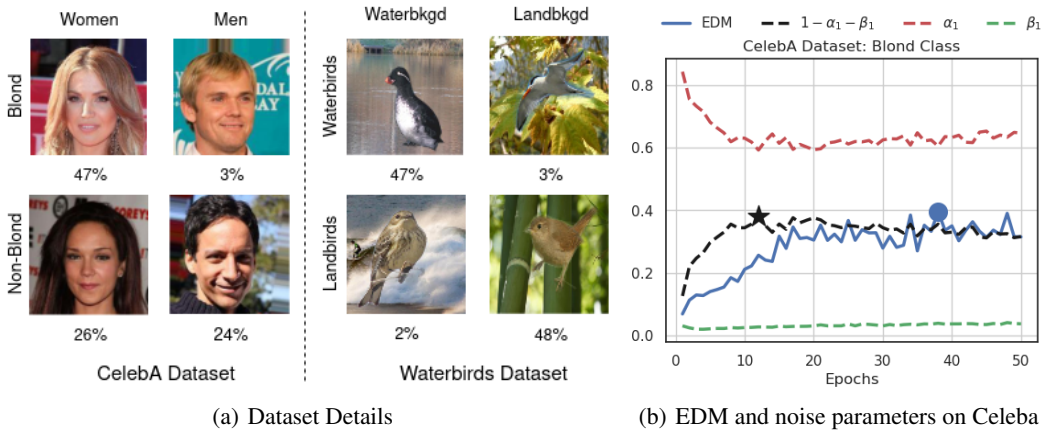 Women Men
Blond
47% 3%
Non-Blond
26% 24%
CelebA Dataset
Waterbkgd Landbkgd
Waterbirds
47% 3%
Landbirds
2% 48%
Waterbirds Dataset
(a) Dataset Details
EDM 1 − α₁ − β₁ α₁ β₁
CelebA Dataset: Blond Class
0.8
0.6
0.4
0.2
0.0
0 10 20 30 40 50
Epochs
(b) EDM and noise parameters on Celeba